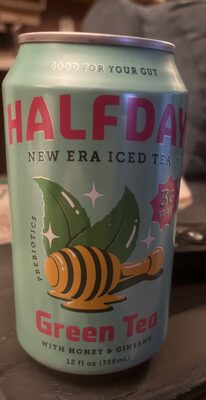 GOOD FOR YOUR GUT
HALFDAY
NEW ERA ICED TEA
3g
PREBIOTICS
Green Tea
WITH HONEY & GINSENG
12 fl oz (355mL)